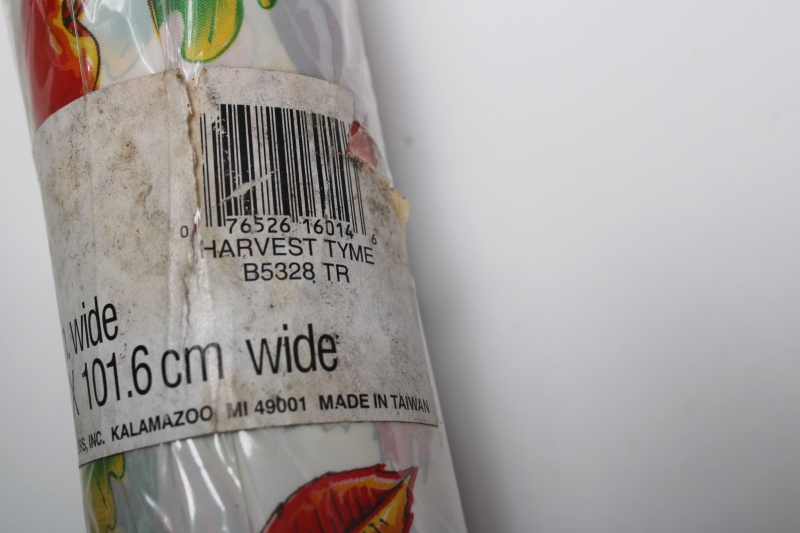 0 76526 16014 6
HARVEST TYME
B5328 TR
wide
X 101.6 cm wide
INC. KALAMAZOO MI 49001 MADE IN TAIWAN